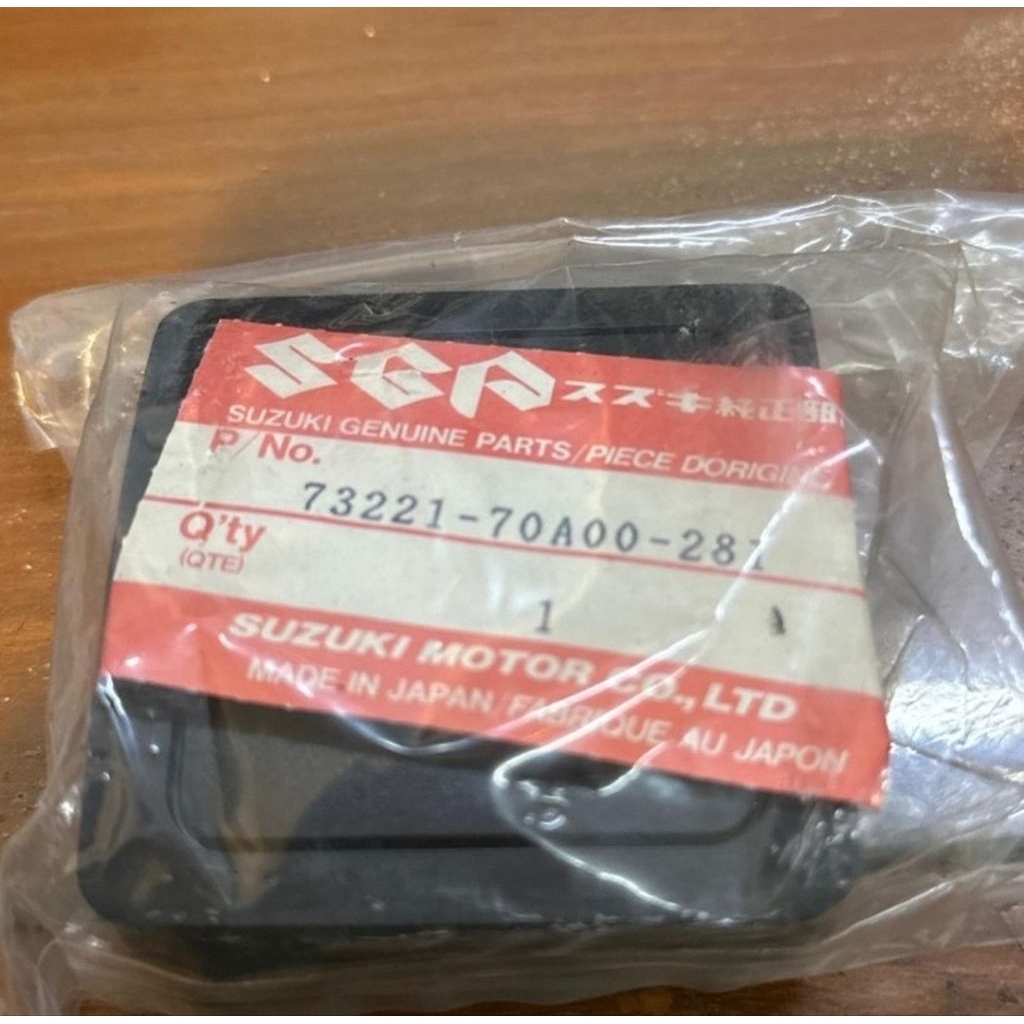 SGP スズキ純正部
SUZUKI GENUINE PARTS/PIECE DORIGINE
P/No.
73221-70A00-281
Q'ty
(QTE)
1
SUZUKI MOTOR CO., LTD
MADE IN JAPAN/FABRIQUE AU JAPON